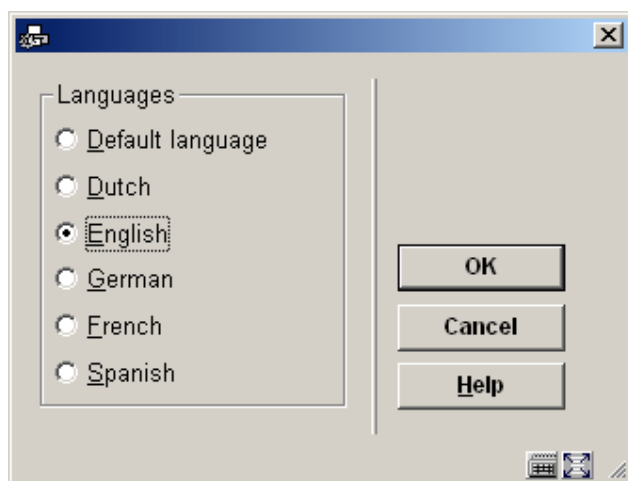 Languages
Default language
Dutch
English
German
French
Spanish
OK
Cancel
Help